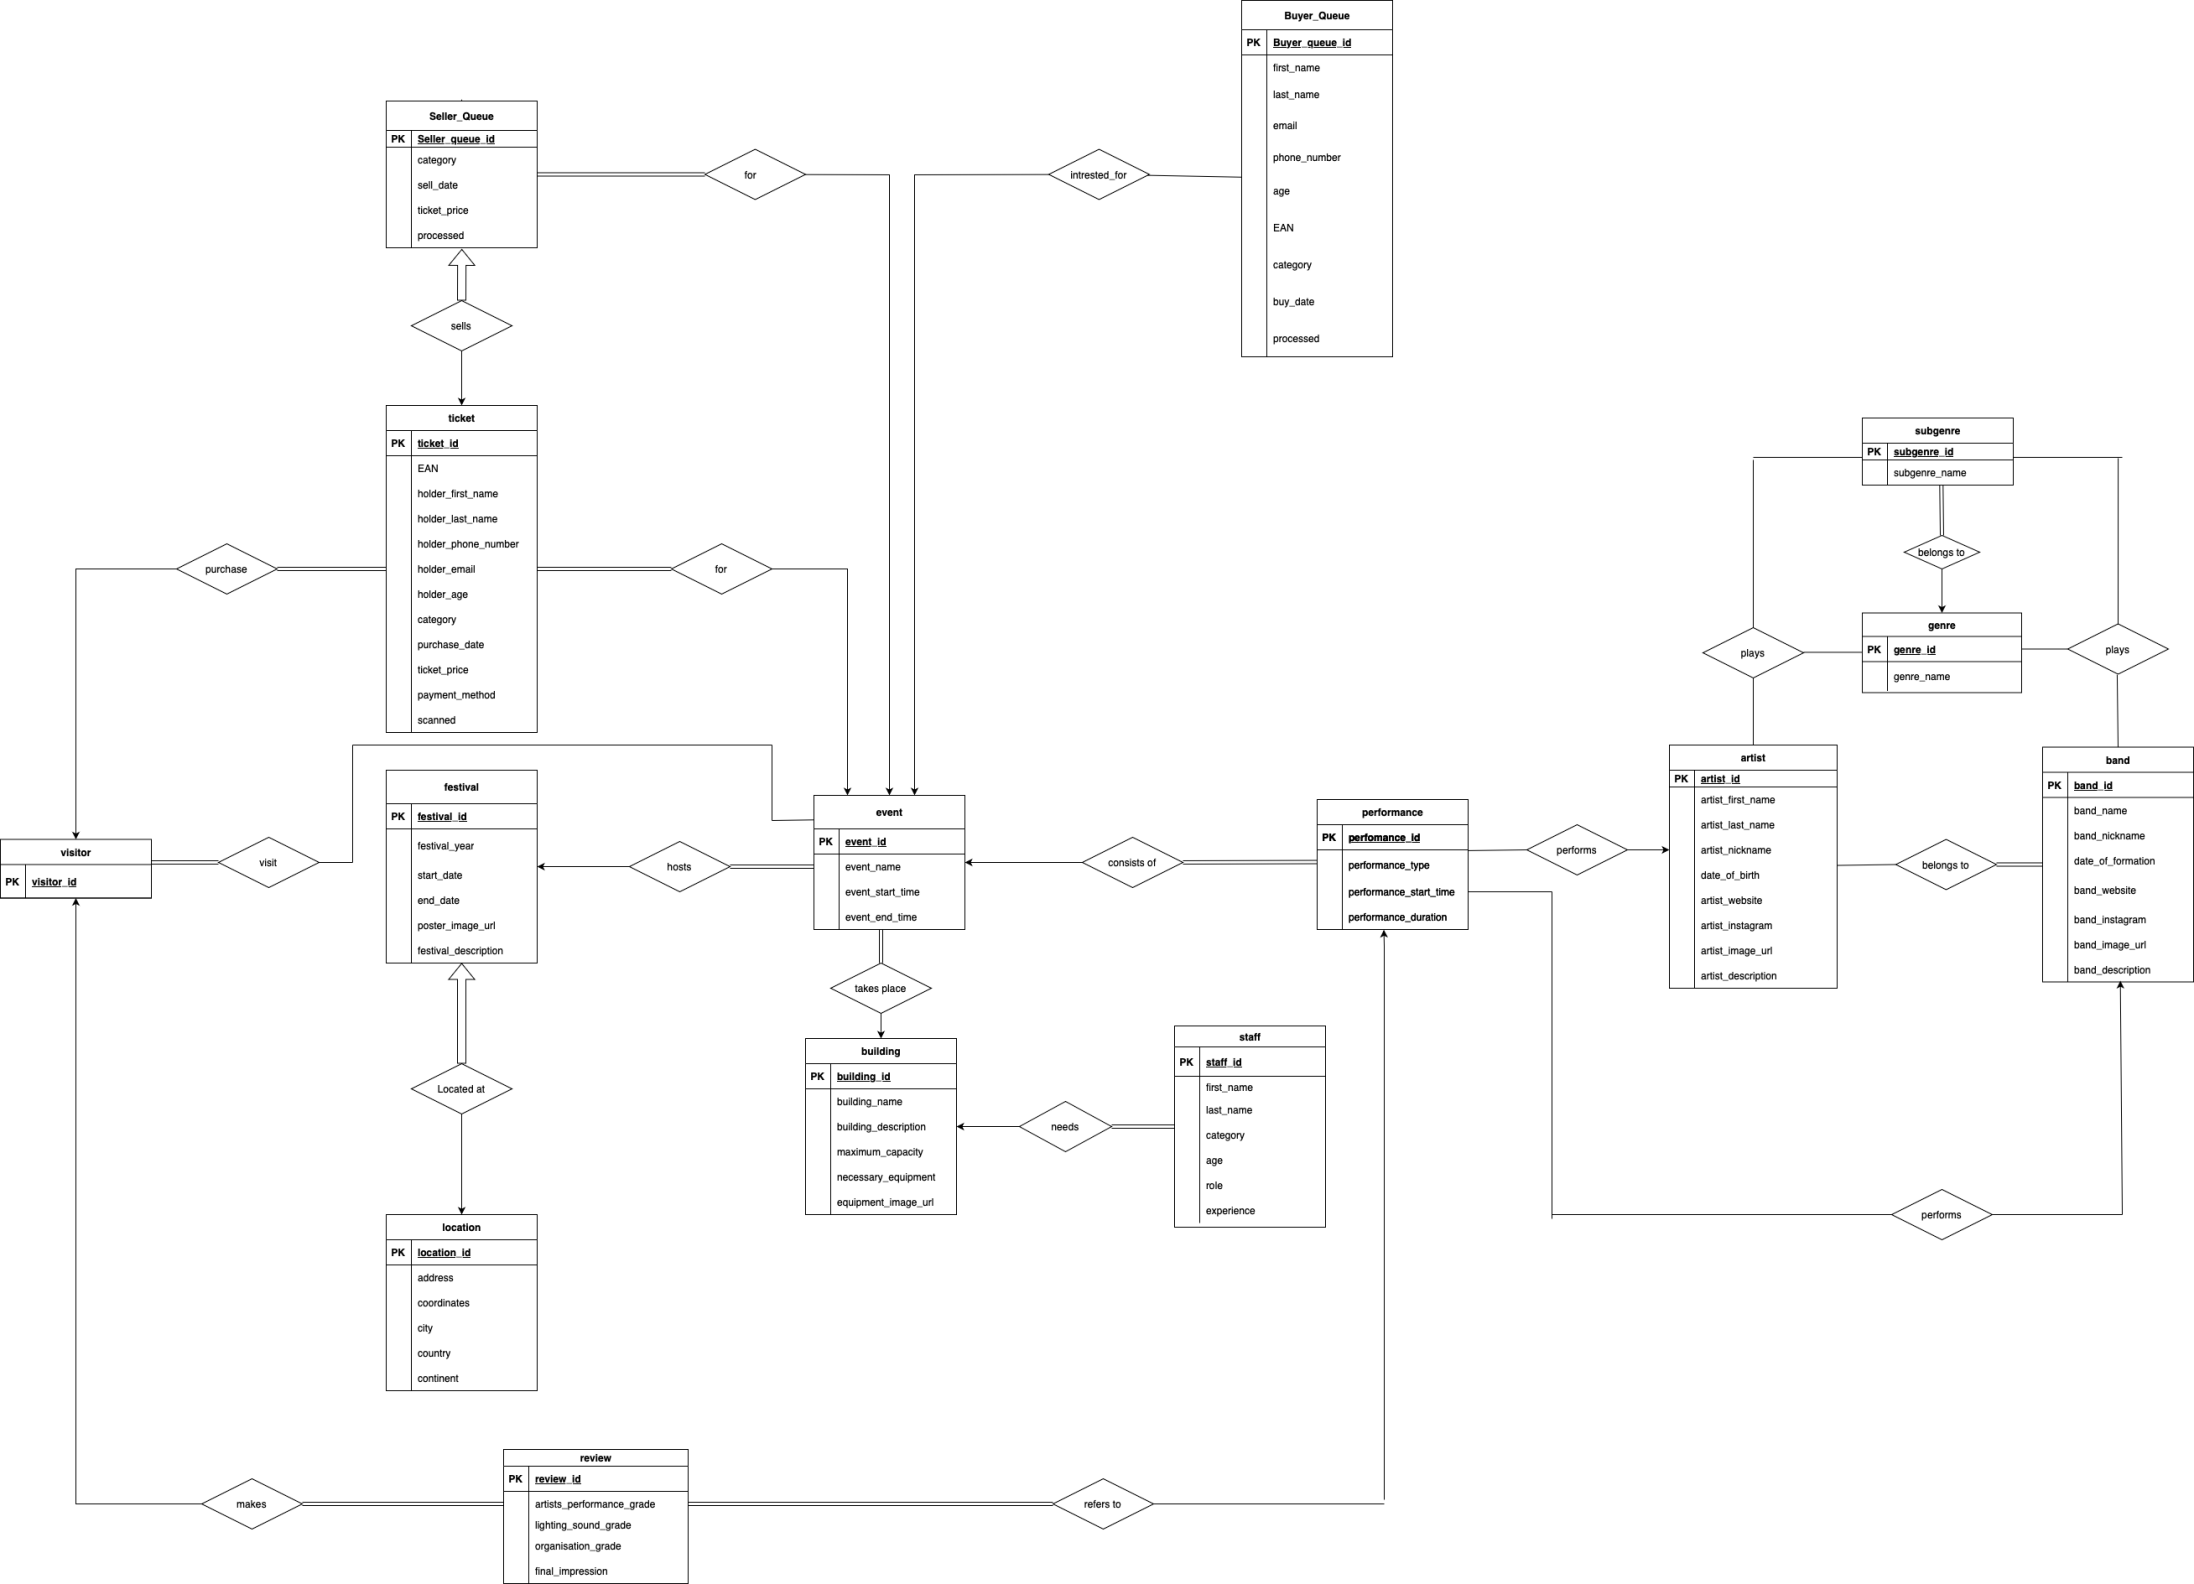 Buyer_Queue
PK Buyer_queue_id
first_name
last_name
email
phone_number
age
EAN
category
buy_date
processed
Seller_Queue
PK Seller_queue_id
category
sell_date
ticket_price
processed
for
intrested_for
sells
ticket
PK ticket_id
EAN
holder_first_name
holder_last_name
holder_phone_number
holder_email
holder_age
category
purchase_date
ticket_price
payment_method
scanned
purchase
for
subgenre
PK subgenre_id
subgenre_name
belongs to
genre
PK genre_id
genre_name
plays
plays
visitor
PK visitor_id
visit
festival
PK festival_id
festival_year
start_date
end_date
poster_image_url
festival_description
hosts
event
PK event_id
event_name
event_start_time
event_end_time
consists of
performance
PK perfomance_id
performance_type
performance_start_time
performance_duration
performs
artist
PK artist_id
artist_first_name
artist_last_name
artist_nickname
date_of_birth
artist_website
artist_instagram
artist_image_url
artist_description
belongs to
band
PK band_id
band_name
band_nickname
date_of_formation
band_website
band_instagram
band_image_url
band_description
takes place
Located at
building
PK building_id
building_name
building_description
maximum_capacity
necessary_equipment
equipment_image_url
needs
staff
PK staff_id
first_name
last_name
category
age
role
experience
performs
location
PK location_id
address
coordinates
city
country
continent
makes
review
PK review_id
artists_performance_grade
lighting_sound_grade
organisation_grade
final_impression
refers to